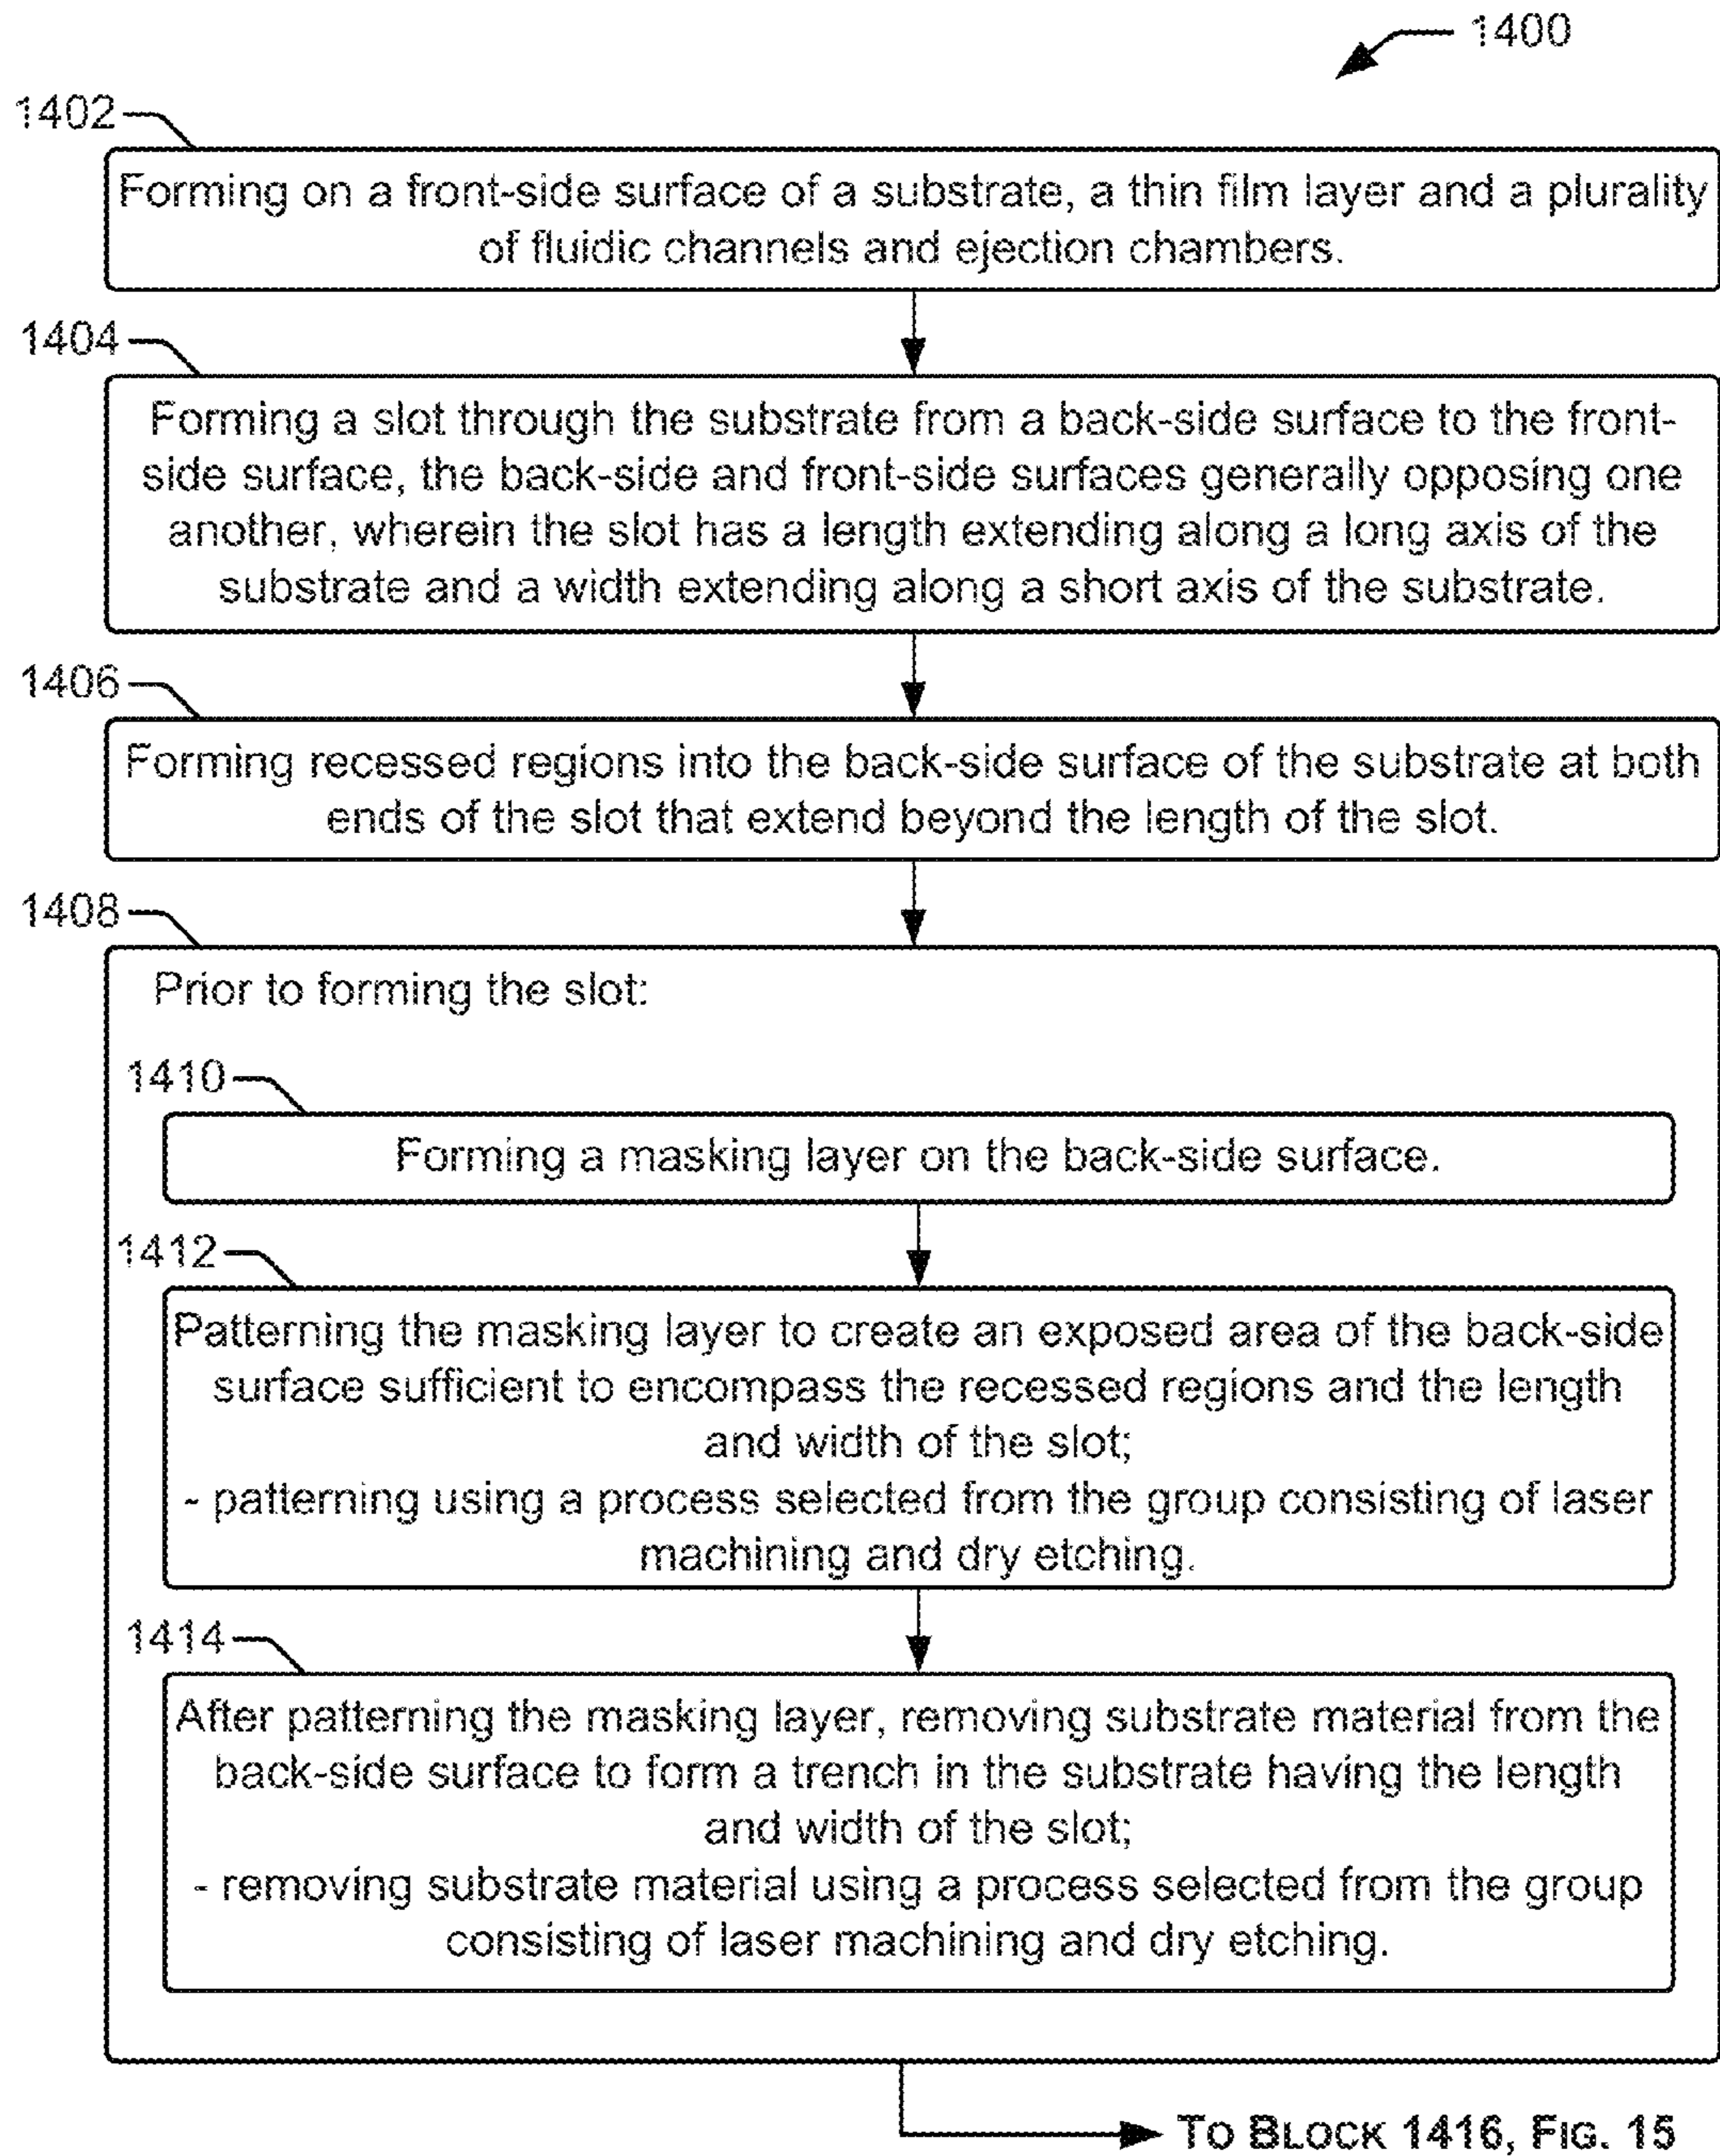 1400
1402
Forming on a front-side surface of a substrate, a thin film layer and a plurality
of fluidic channels and ejection chambers.
1404
Forming a slot through the substrate from a back-side surface to the front-
side surface, the back-side and front-side surfaces generally opposing one
another, wherein the slot has a length extending along a long axis of the
substrate and a width extending along a short axis of the substrate.
1406
Forming recessed regions into the back-side surface of the substrate at both
ends of the slot that extend beyond the length of the slot.
1408
Prior to forming the slot:
1410
Forming a masking layer on the back-side surface.
1412
Patterning the masking layer to create an exposed area of the back-side
surface sufficient to encompass the recessed regions and the length
and width of the slot;
- patterning using a process selected from the group consisting of laser
machining and dry etching.
1414
After patterning the masking layer, removing substrate material from the
back-side surface to form a trench in the substrate having the length
and width of the slot;
- removing substrate material using a process selected from the group
consisting of laser machining and dry etching.
TO BLOCK 1416, FIG. 15